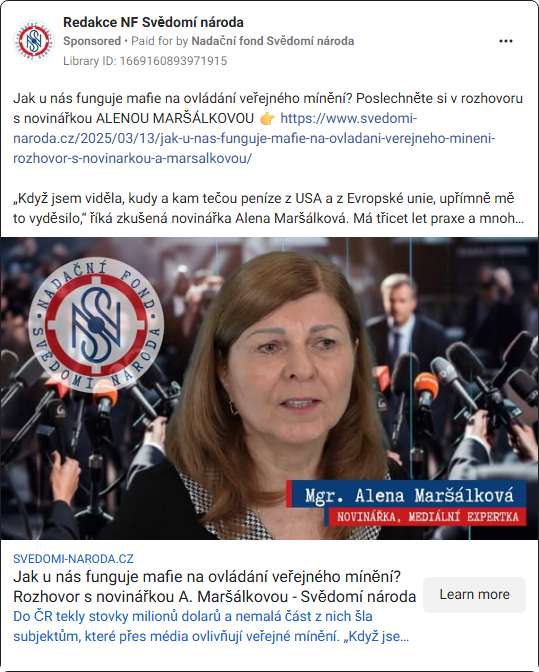 Redakce NF Svědomí národa
Sponsored • Paid for by Nadační fond Svědomí národa
Library ID: 1669160893971915
Jak u nás funguje mafie na ovládání veřejného mínění? Poslechněte si v rozhovoru
s novinářkou ALENOU MARŠÁLKOVOU 👉 https://www.svedomi-
naroda.cz/2025/03/13/jak-u-nas-funguje-mafie-na-ovladani-verejneho-mineni-
rozhovor-s-novinarkou-a-marsalkovou/
„Když jsem viděla, kudy a kam tečou peníze z USA a z Evropské unie, upřímně mě
to vyděsilo,“ říká zkušená novinářka Alena Maršálková. Má třicet let praxe a mnoh...
NADAČNÍ FOND
SVĚDOMÍ NÁRODA
Mgr. Alena Maršálková
NOVINÁŘKA, MEDIÁLNÍ EXPERTKA
SVEDOMI-NARODA.CZ
Jak u nás funguje mafie na ovládání veřejného mínění?
Rozhovor s novinářkou A. Maršálkovou - Svědomí národa
Learn more
Do ČR tekly stovky milionů dolarů a nemalá část z nich šla
subjektům, které přes média ovlivňují veřejné mínění. „Když jse...